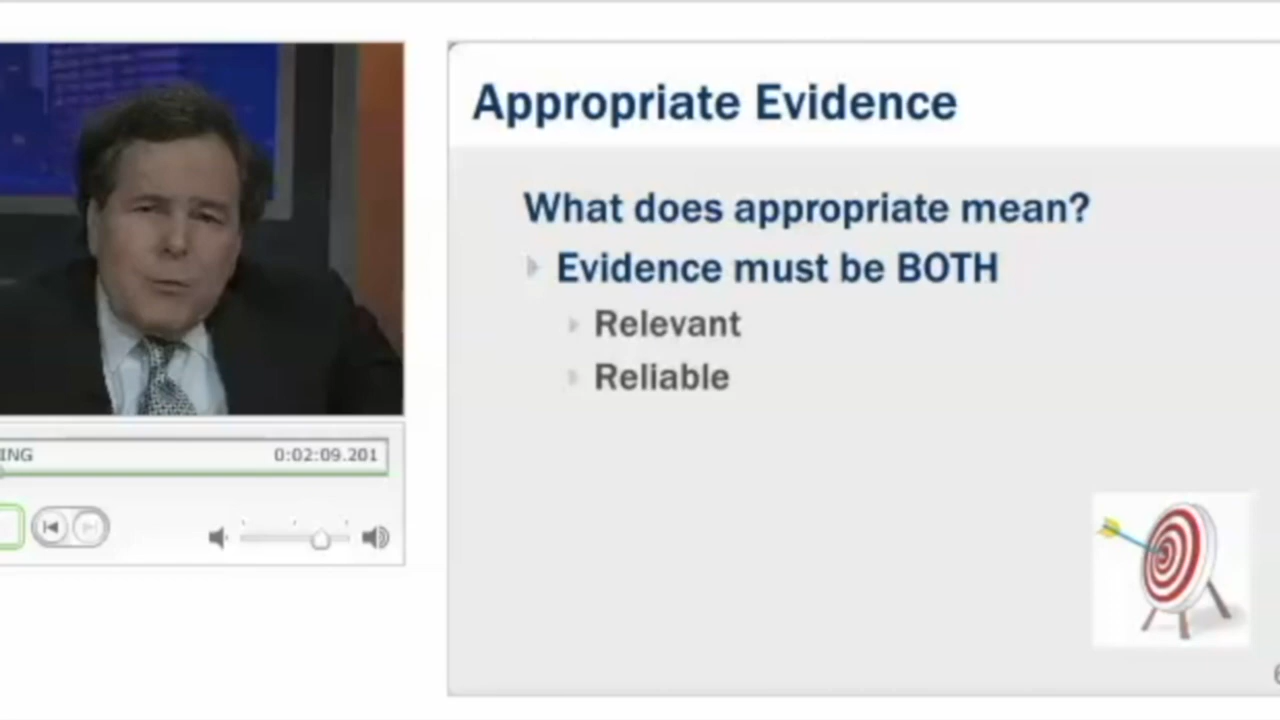 Appropriate Evidence
What does appropriate mean?
Evidence must be BOTH
Relevant
Reliable
ING
0:02:09.201